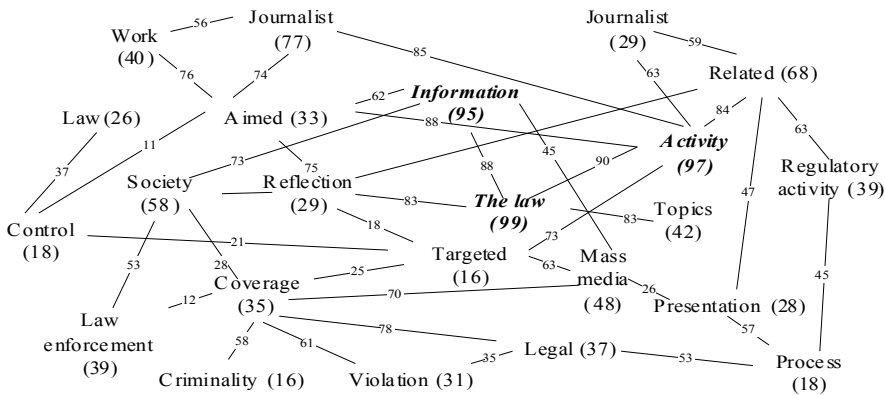 Journalist
(77)
Journalist
(29)
Work
(40)
56
59
85
76
74
63
Related (68)
Information
(95)
62
84
Law (26)
Aimed (33)
88
63
Activity
(97)
11
45
37
73
75
88
90
Regulatory
activity (39)
Society
(58)
Reflection
(29)
83
The law
(99)
47
83
Topics
(42)
Control
(18)
18
21
73
Targeted
(16)
Mass
media
(48)
53
28
25
63
45
Coverage
(35)
70
26
Presentation (28)
12
Law
enforcement
(39)
78
57
58
61
35
Legal (37)
53
Process
(18)
Criminality (16)
Violation (31)